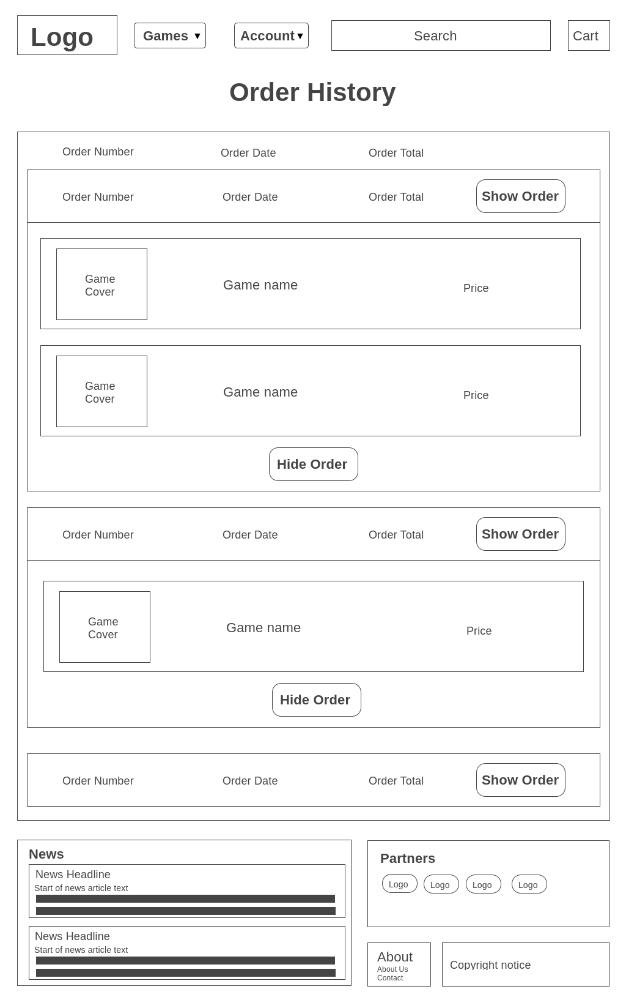 Logo
Games ▼
Account ▼
Search
Cart
Order History
Order Number Order Date Order Total
Order Number Order Date Order Total Show Order
Game
Cover
Game name
Price
Game
Cover
Game name
Price
Hide Order
Order Number Order Date Order Total Show Order
Game
Cover
Game name
Price
Hide Order
Order Number Order Date Order Total Show Order
News
News Headline
Start of news article text
News Headline
Start of news article text
Partners
Logo Logo Logo Logo
About
About Us
Contact
Copyright notice